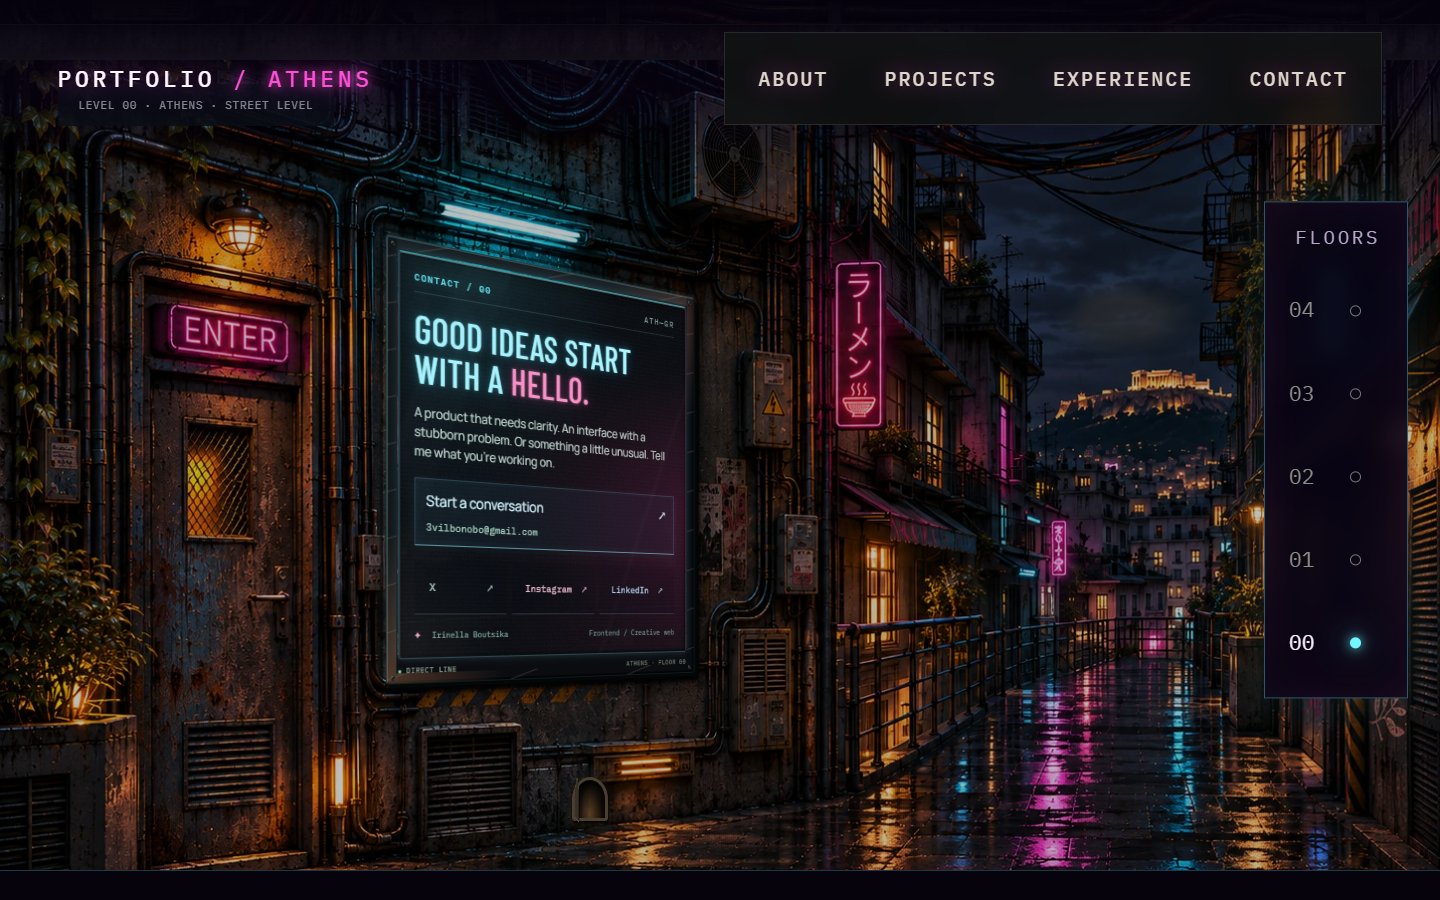 PORTFOLIO / ATHENS
LEVEL 00 · ATHENS · STREET LEVEL
ABOUT
PROJECTS
EXPERIENCE
CONTACT
ENTER
CONTACT / 00
ATH—GR
GOOD IDEAS START
WITH A HELLO.
A product that needs clarity. An interface with a
stubborn problem. Or something a little unusual. Tell
me what you're working on.
Start a conversation ↗
3vilbonobo@gmail.com
X ↗
Instagram ↗
LinkedIn ↗
✦ Irinella Boutsika
Frontend / Creative web
DIRECT LINE
ATHENS · FLOOR 00
ラーメン
FLOORS
04
03
02
01
00